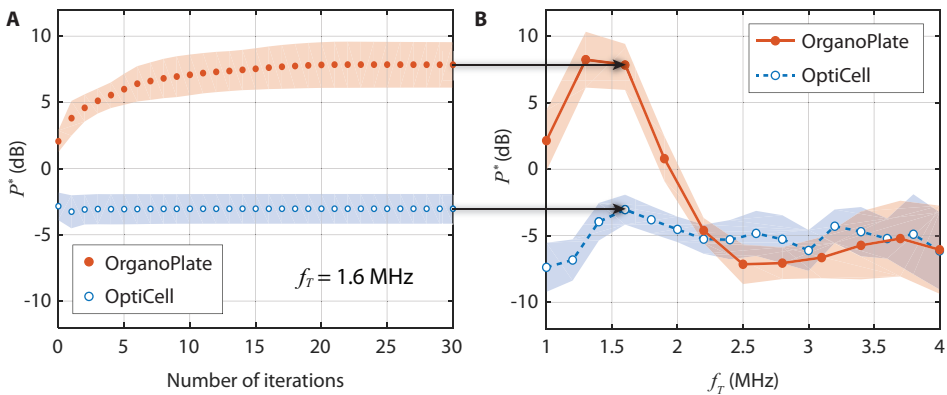 A
10
5
0
-5
-10
P* (dB)
OrganoPlate
OptiCell
f_T = 1.6 MHz
0
5
10
15
20
25
30
Number of iterations
B
10
5
0
-5
-10
P* (dB)
OrganoPlate
OptiCell
1
1.5
2
2.5
3
3.5
4
f_T (MHz)